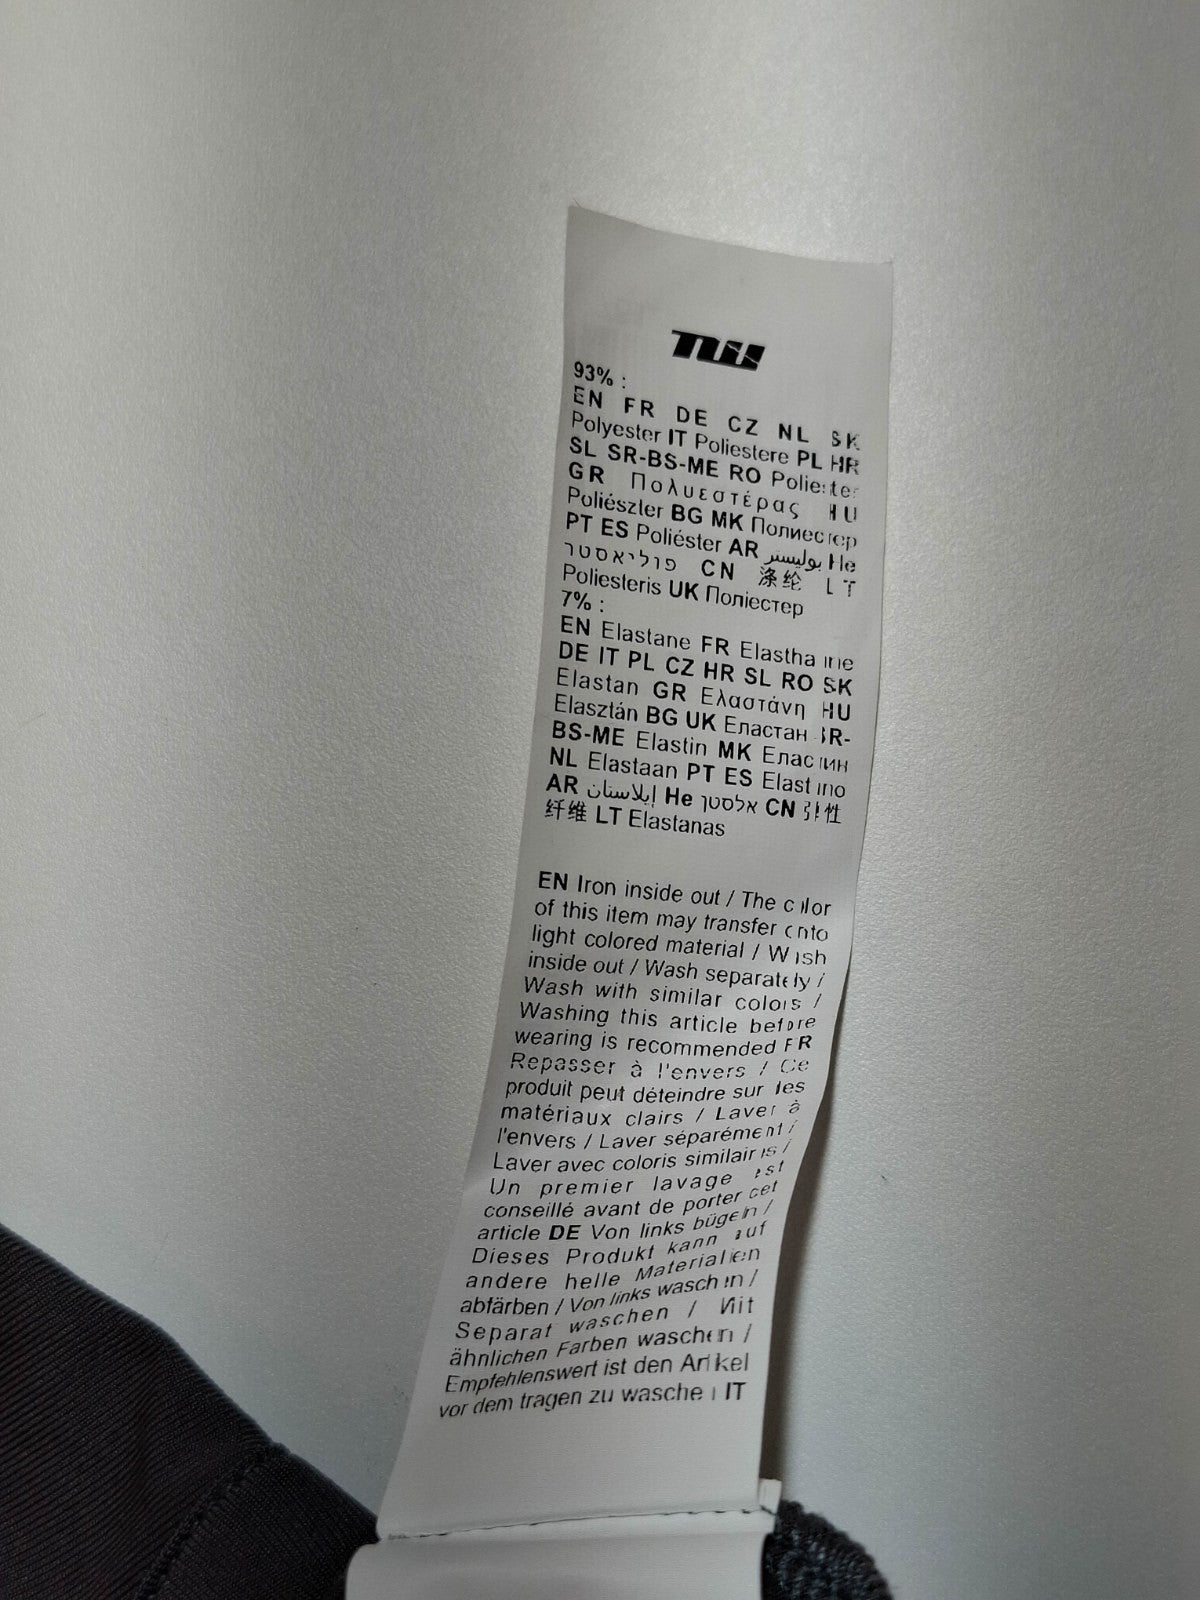 93% :
EN FR DE CZ NL SK
Polyester IT Poliestere PL HR
SL SR-BS-ME RO Poliester
GR Πολυεστέρας HU
Poliészter BG MK Полиестер
PT ES Poliéster AR بوليستر He
פוליאסטר CN 涤纶 LT
Poliesteris UK Поліестер
7% :
EN Elastane FR Elasthanne
DE IT PL CZ HR SL RO SK
Elastan GR Ελαστάνη HU
Elasztán BG UK Еластан SR-
BS-ME Elastin MK Еластин
NL Elastaan PT ES Elastano
AR إيلاستان He אלסטן CN 弹性
纤维 LT Elastanas
EN Iron inside out / The color
of this item may transfer onto
light colored material / Wash
inside out / Wash separately /
Wash with similar colors /
Washing this article before
wearing is recommended FR
Repasser à l'envers / Ce
produit peut déteindre sur les
matériaux clairs / Laver à
l'envers / Laver séparément /
Laver avec coloris similairs /
Un premier lavage est
conseillé avant de porter cet
article DE Von links bügeln /
Dieses Produkt kann auf
andere helle Materialien
abfärben / Von links waschen /
Separat waschen / Mit
ähnlichen Farben waschen /
Empfehlenswert ist den Artikel
vor dem tragen zu waschen IT